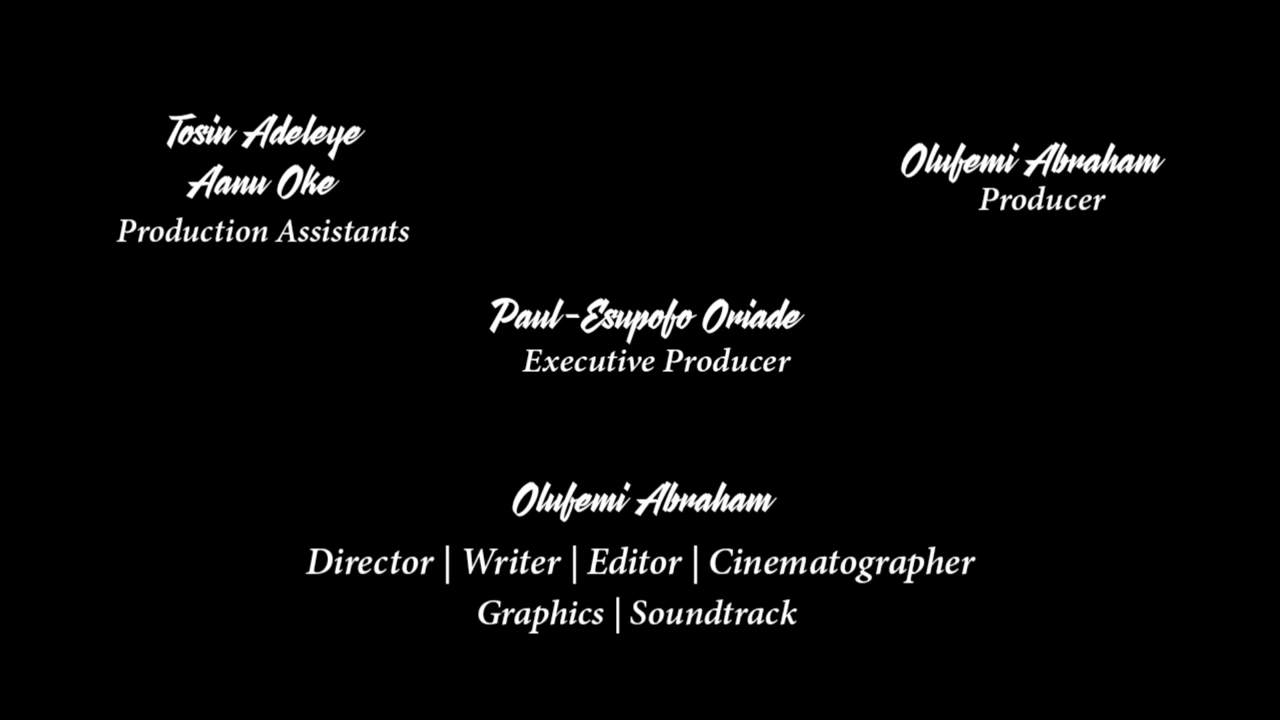 Tosin Adeleye
Aanu Oke
Production Assistants
Olufemi Abraham
Producer
Paul-Esupofo Oriade
Executive Producer
Olufemi Abraham
Director | Writer | Editor | Cinematographer
Graphics | Soundtrack